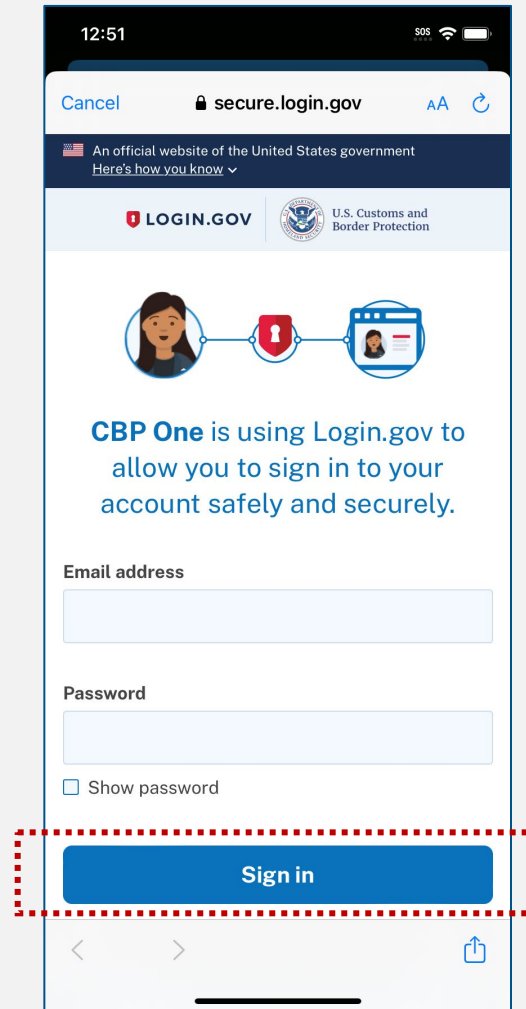 12:51 SOS
Cancel secure.login.gov AA
An official website of the United States government
Here's how you know
LOGIN.GOV U.S. Customs and
Border Protection
CBP One is using Login.gov to
allow you to sign in to your
account safely and securely.
Email address
Password
Show password
Sign in